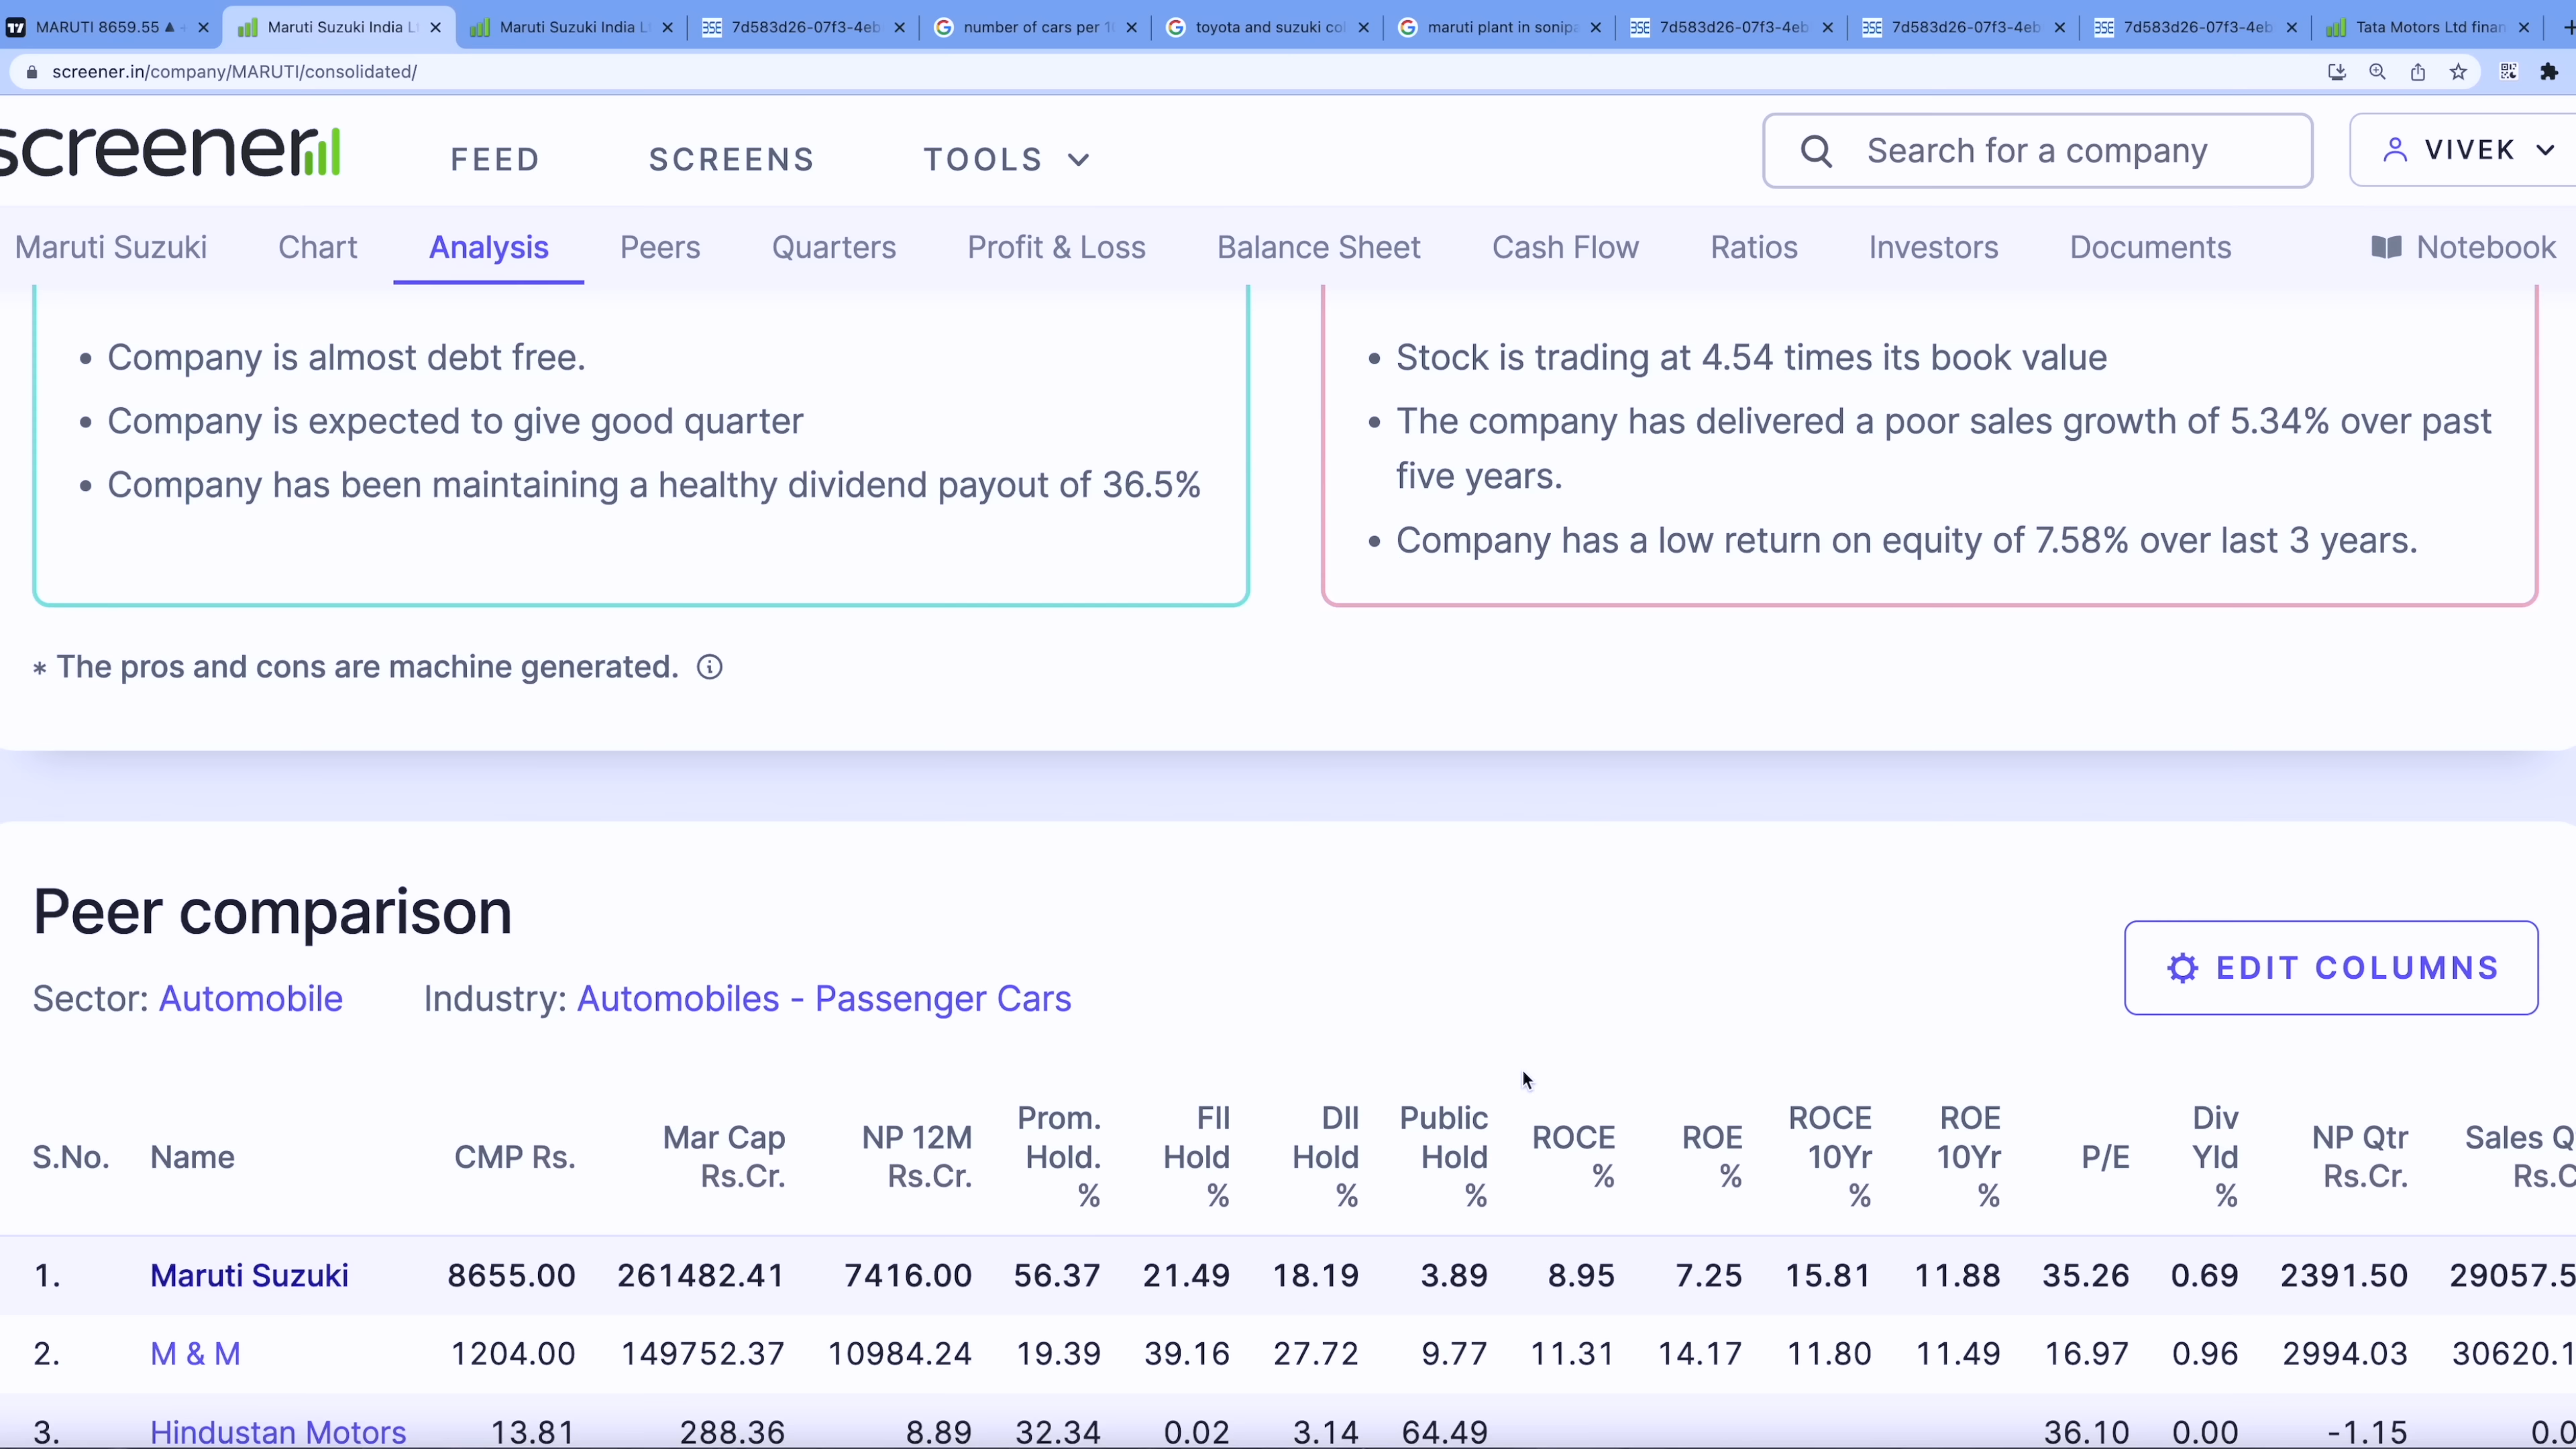 MARUTI 8659.55 ▲
Maruti Suzuki India L
Maruti Suzuki India L
7d583d26-07f3-4eb
number of cars per 10
toyota and suzuki col
maruti plant in sonipa
7d583d26-07f3-4eb
7d583d26-07f3-4eb
7d583d26-07f3-4eb
Tata Motors Ltd finan
screener.in/company/MARUTI/consolidated/
screener
FEED
SCREENS
TOOLS
Search for a company
VIVEK
Maruti Suzuki
Chart
Analysis
Peers
Quarters
Profit & Loss
Balance Sheet
Cash Flow
Ratios
Investors
Documents
Notebook
• Company is almost debt free.
• Company is expected to give good quarter
• Company has been maintaining a healthy dividend payout of 36.5%
• Stock is trading at 4.54 times its book value
• The company has delivered a poor sales growth of 5.34% over past
five years.
• Company has a low return on equity of 7.58% over last 3 years.
* The pros and cons are machine generated.
Peer comparison
Sector: Automobile Industry: Automobiles - Passenger Cars
EDIT COLUMNS
S.No. Name CMP Rs. Mar Cap Rs.Cr. NP 12M Rs.Cr. Prom. Hold. % FII Hold % DII Hold % Public Hold % ROCE % ROE % ROCE 10Yr % ROE 10Yr % P/E Div Yld % NP Qtr Rs.Cr. Sales Q Rs.C
1. Maruti Suzuki 8655.00 261482.41 7416.00 56.37 21.49 18.19 3.89 8.95 7.25 15.81 11.88 35.26 0.69 2391.50 29057.5
2. M & M 1204.00 149752.37 10984.24 19.39 39.16 27.72 9.77 11.31 14.17 11.80 11.49 16.97 0.96 2994.03 30620.1
3. Hindustan Motors 13.81 288.36 8.89 32.34 0.02 3.14 64.49 36.10 0.00 -1.15 0.0